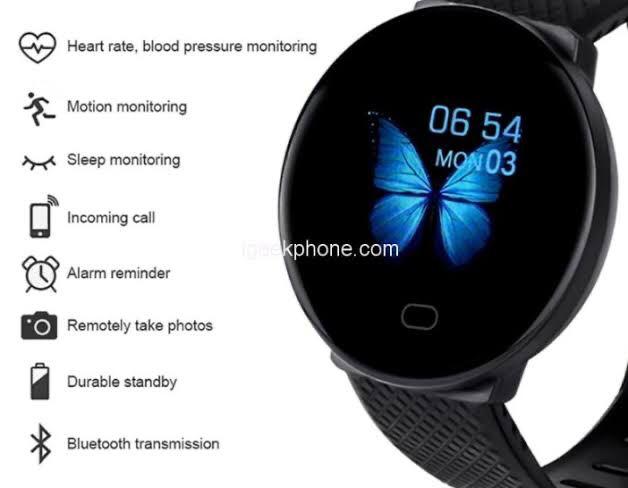 Heart rate, blood pressure monitoring
Motion monitoring
06 54
Sleep monitoring
MON 03
Incoming call
igeekphone.com
Alarm reminder
Remotely take photos
Durable standby
Bluetooth transmission